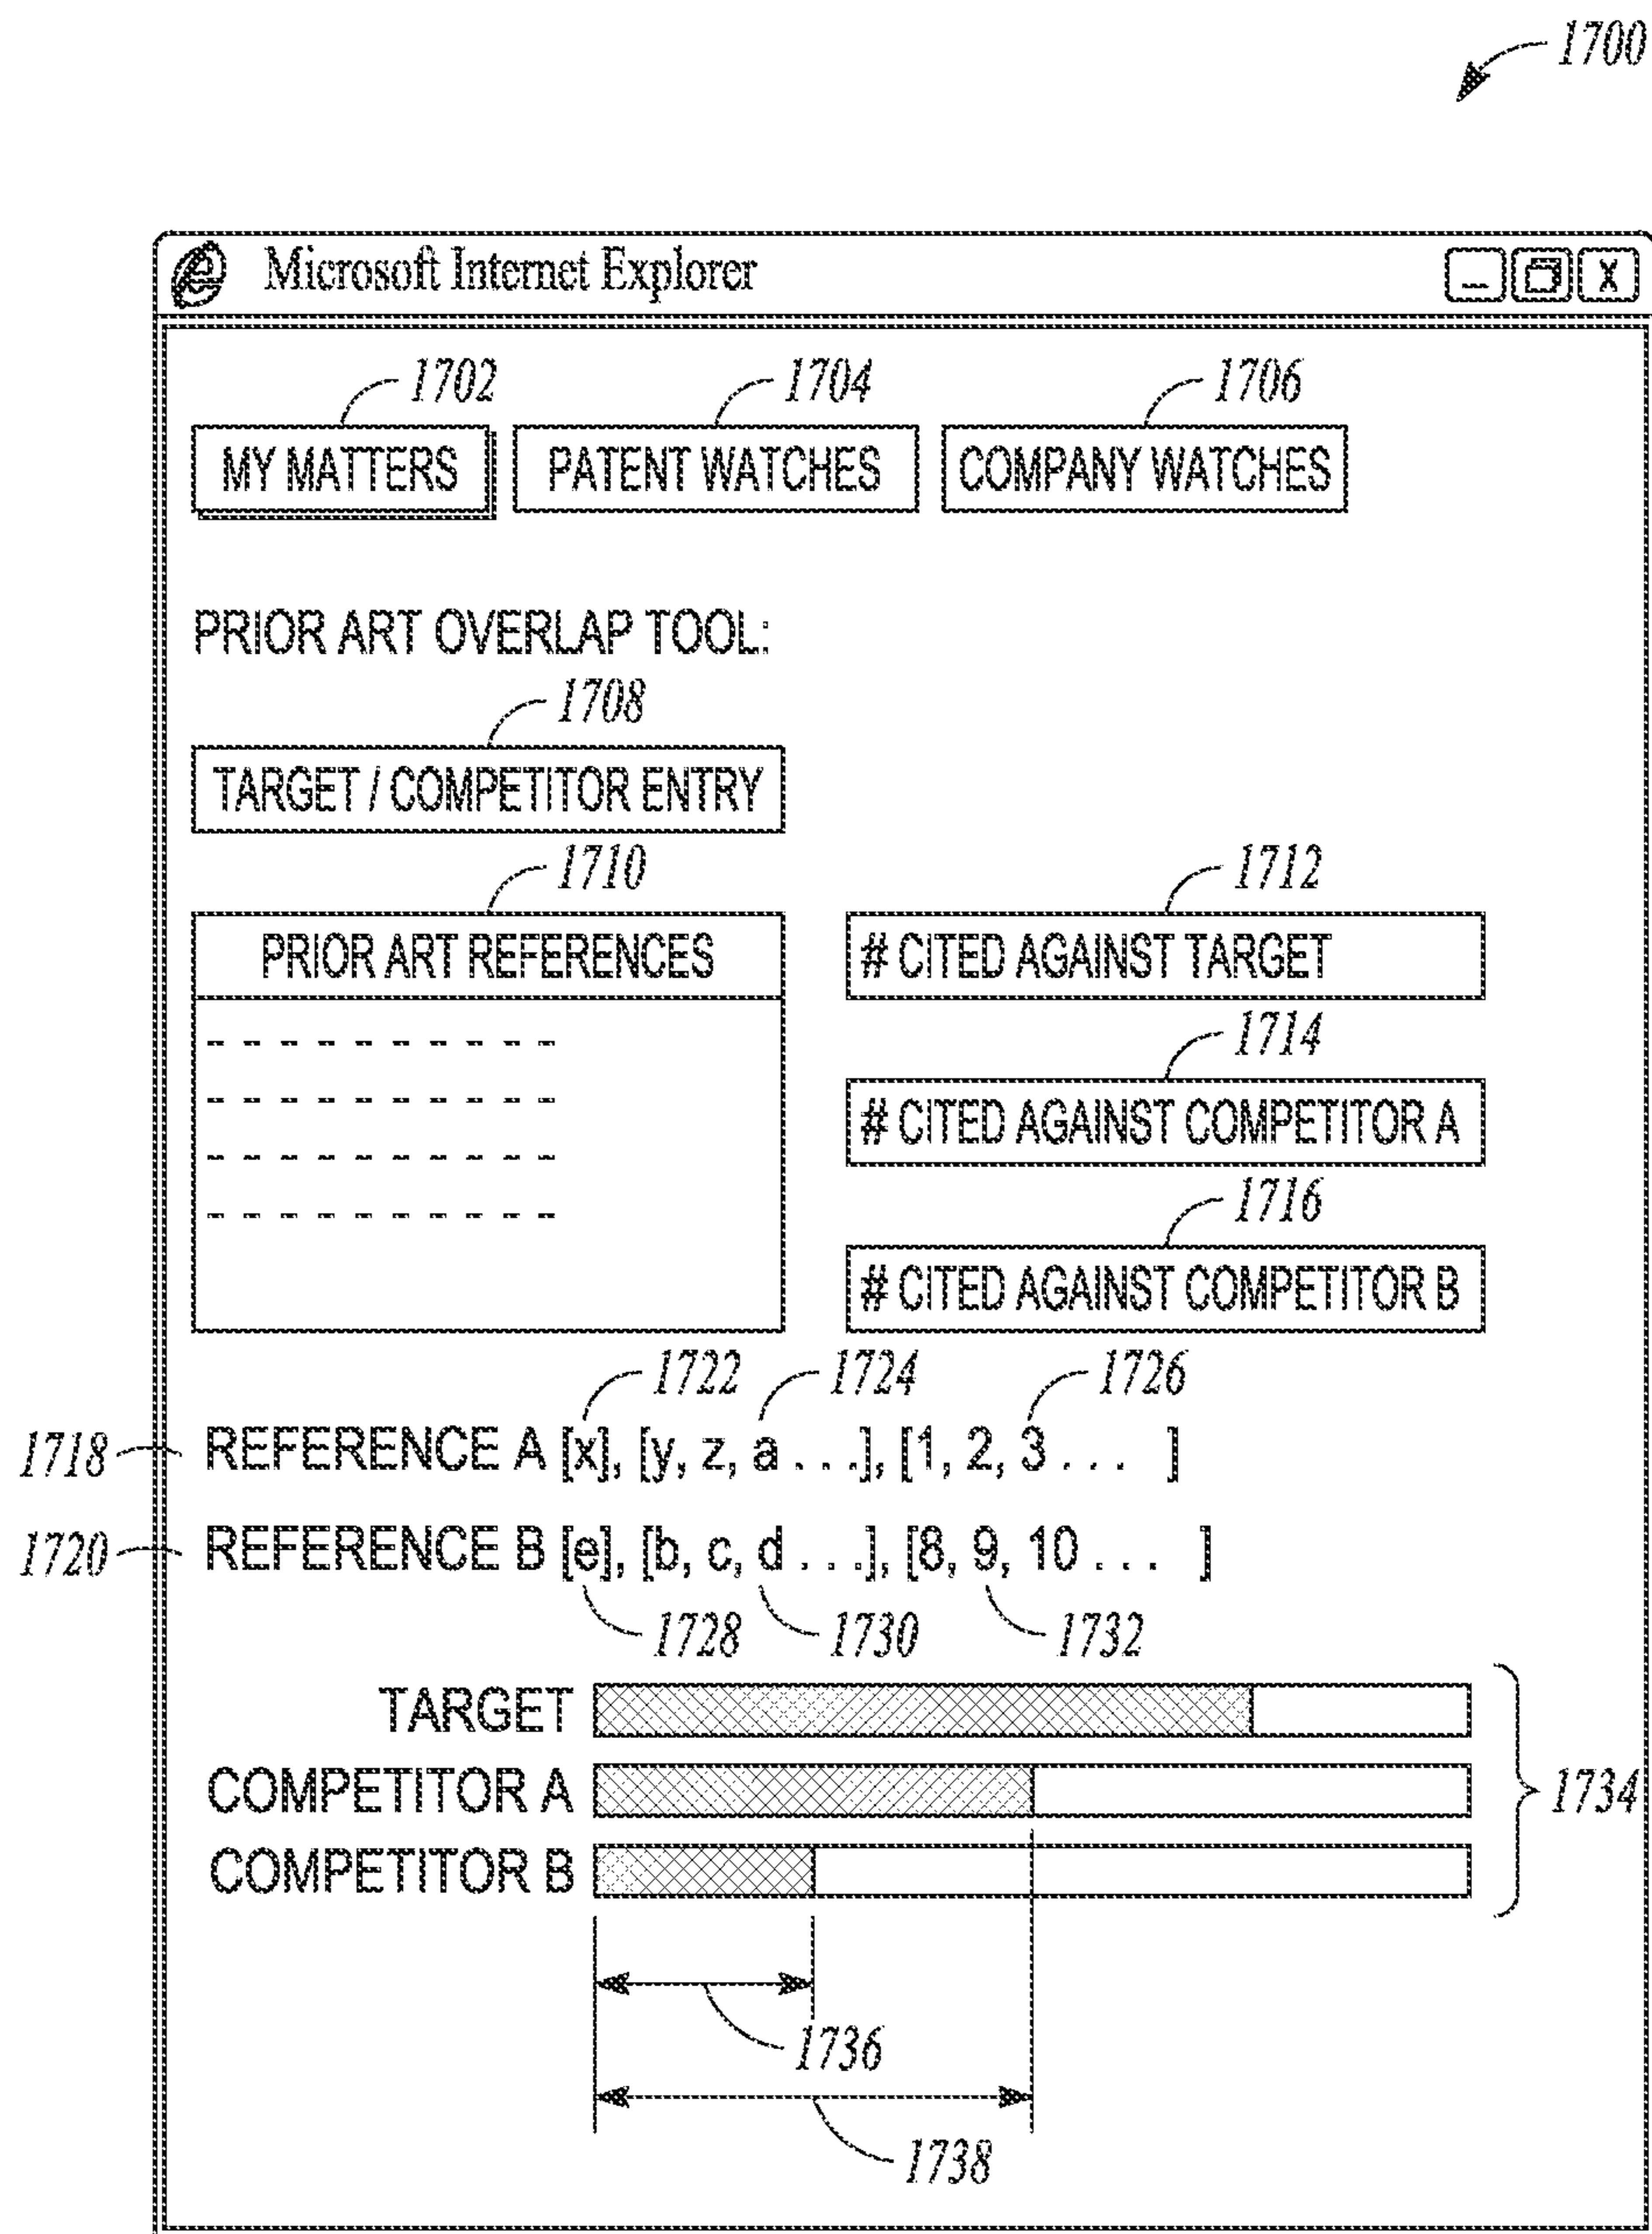 1700
Microsoft Internet Explorer
1702 1704 1706
MY MATTERS PATENT WATCHES COMPANY WATCHES
PRIOR ART OVERLAP TOOL:
1708
TARGET / COMPETITOR ENTRY
1710 1712
PRIOR ART REFERENCES # CITED AGAINST TARGET
1714
# CITED AGAINST COMPETITOR A
1716
# CITED AGAINST COMPETITOR B
1722 1724 1726
1718 REFERENCE A [x], [y, z, a . . .], [1, 2, 3 . . . ]
1720 REFERENCE B [e], [b, c, d . . .], [8, 9, 10 . . . ]
1728 1730 1732
TARGET
COMPETITOR A 1734
COMPETITOR B
1736
1738